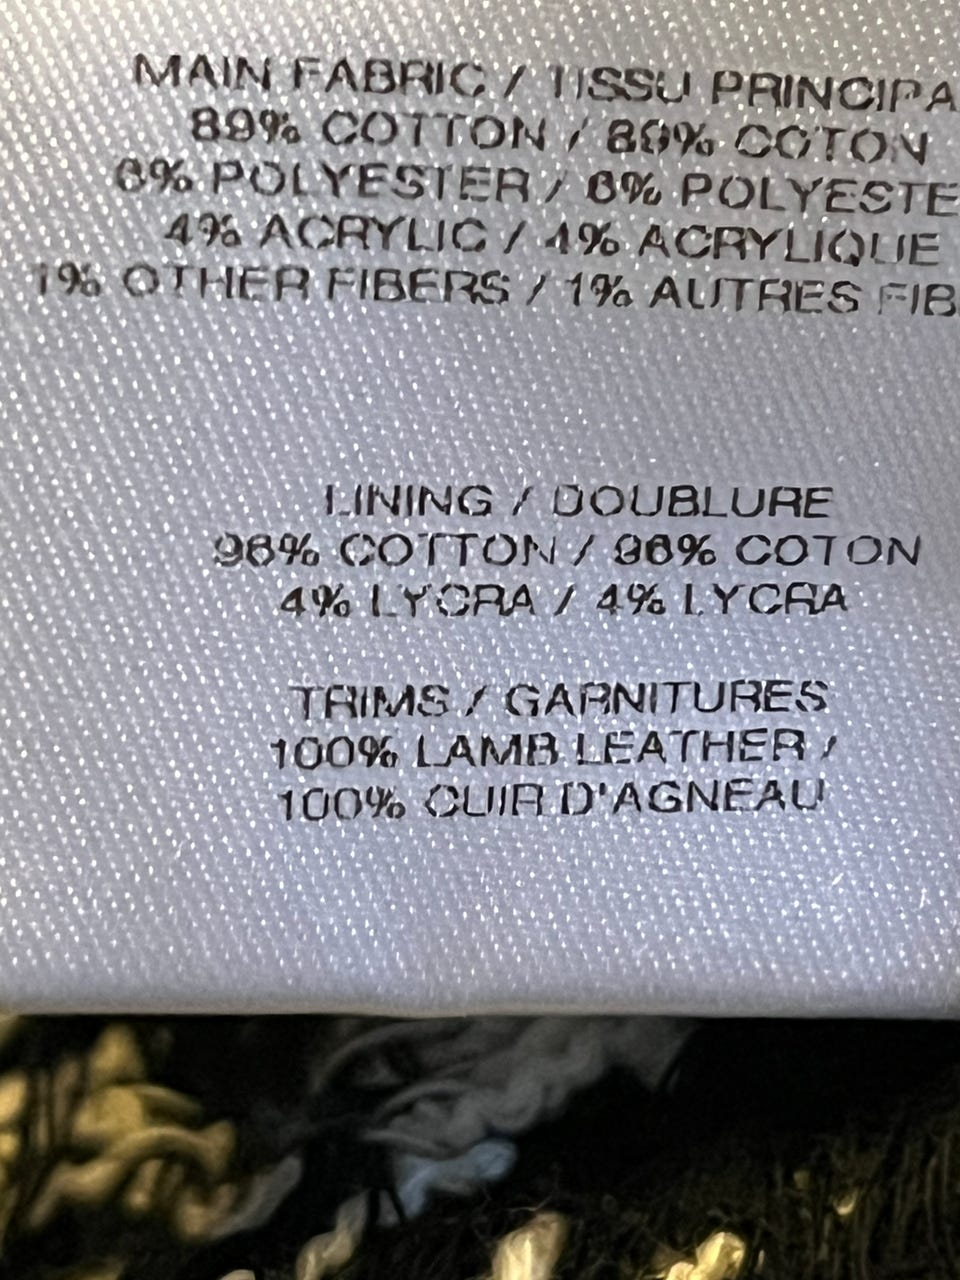 MAIN FABRIC / TISSU PRINCIPA
89% COTTON / 89% COTON
6% POLYESTER / 6% POLYESTE
4% ACRYLIC / 4% ACRYLIQUE
1% OTHER FIBERS / 1% AUTRES FIB
LINING / DOUBLURE
96% COTTON / 96% COTON
4% LYCRA / 4% LYCRA
TRIMS / GARNITURES
100% LAMB LEATHER /
100% CUIR D'AGNEAU